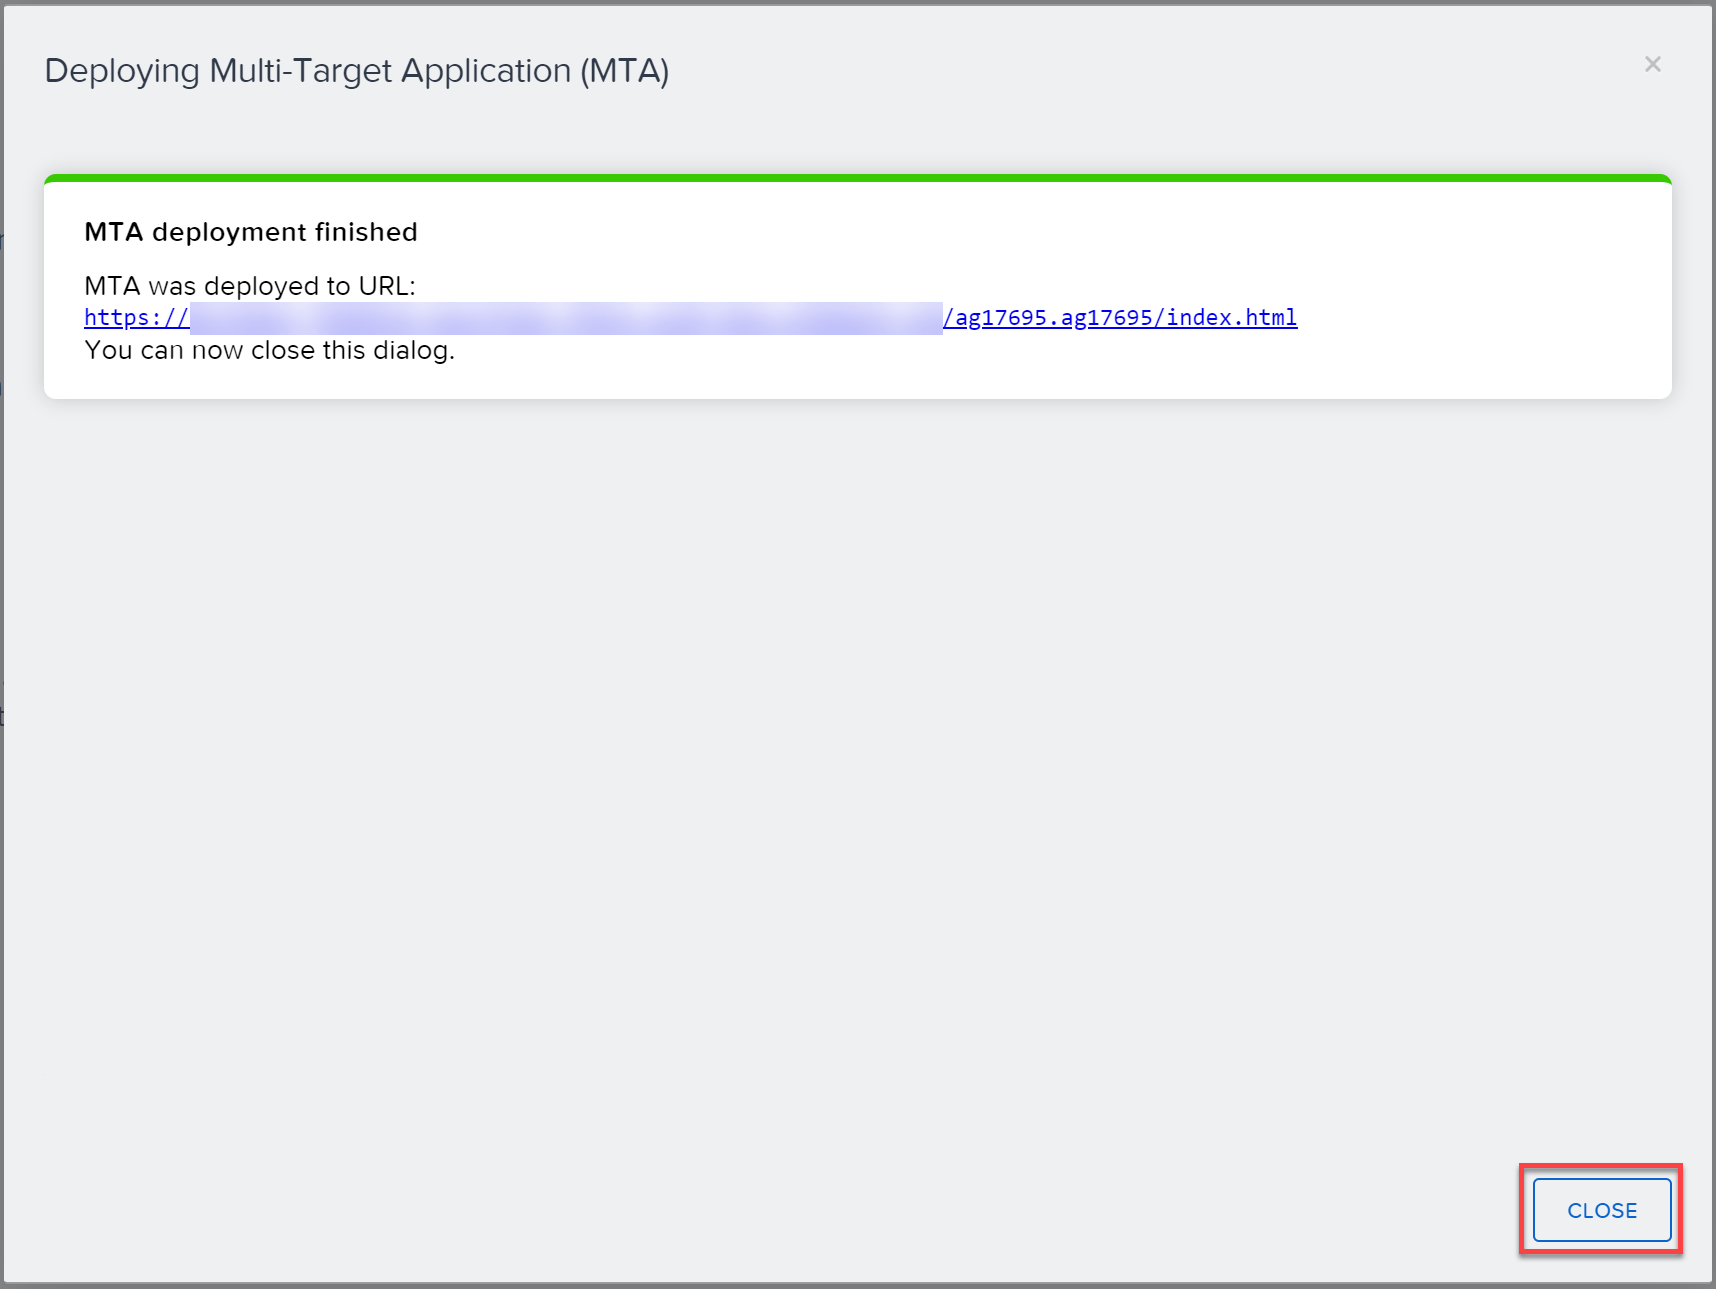 Deploying Multi-Target Application (MTA)
×
MTA deployment finished
MTA was deployed to URL:
https:// /ag17695.ag17695/index.html
You can now close this dialog.
CLOSE